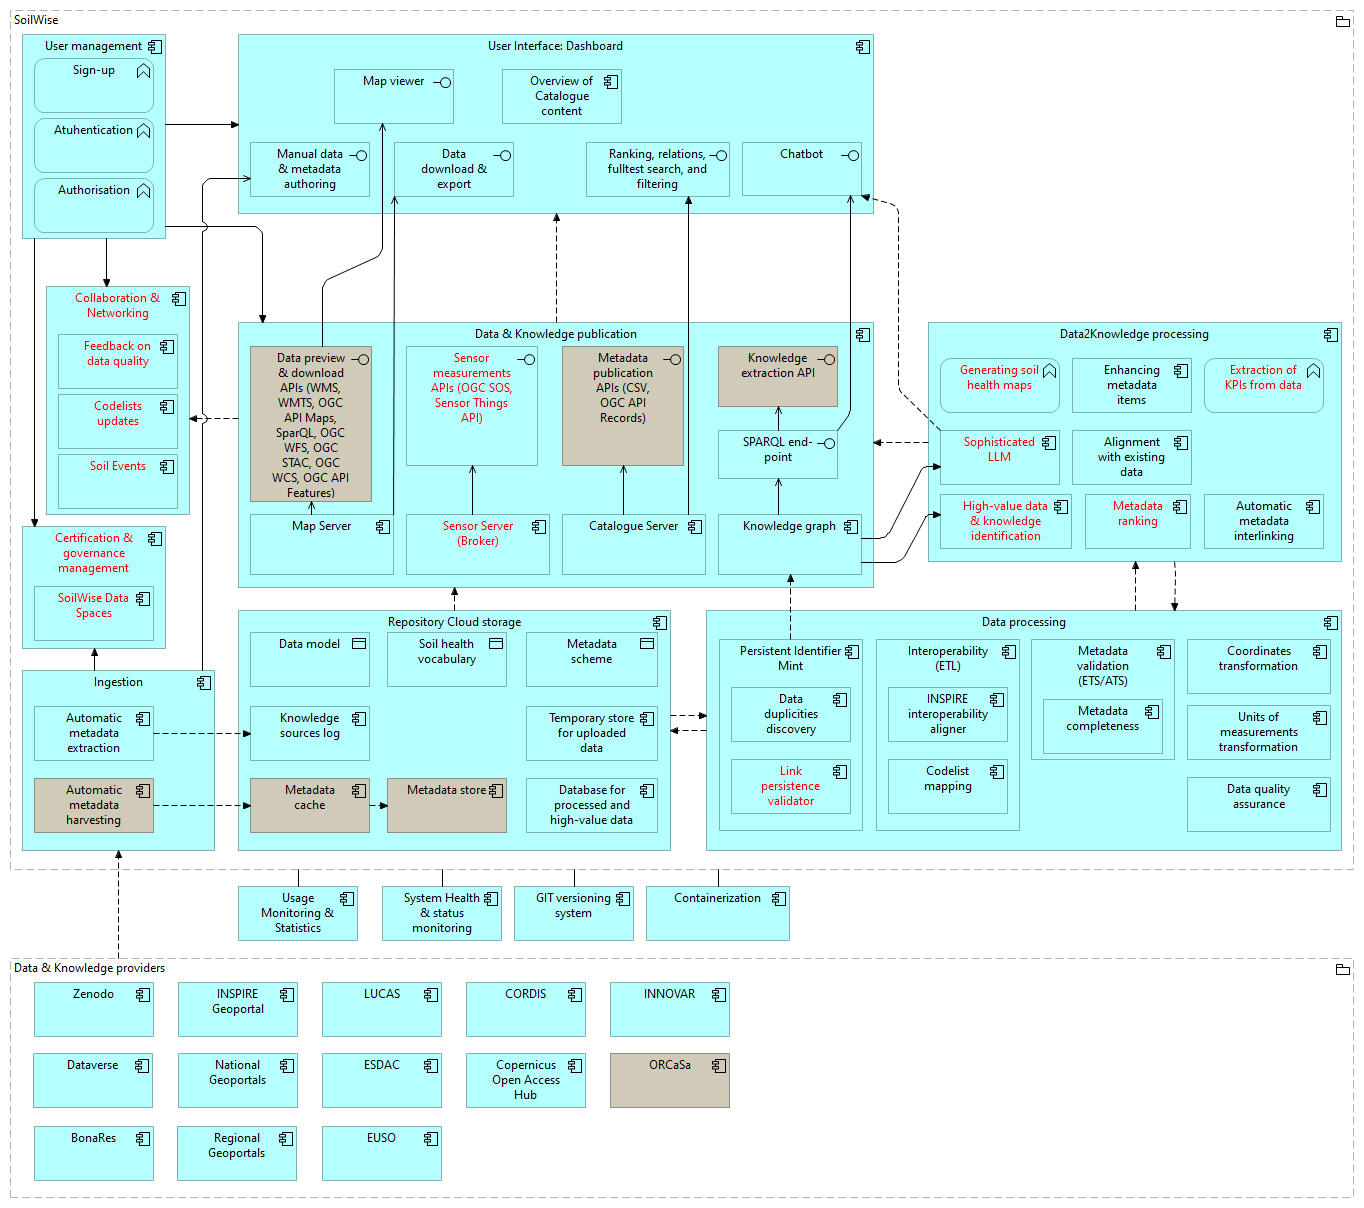 SoilWise
User management
Sign-up
Atuhentication
Authorisation
User Interface: Dashboard
Map viewer
Overview of
Catalogue
content
Manual data
& metadata
authoring
Data
download &
export
Ranking, relations,
fulltest search, and
filtering
Chatbot
Collaboration &
Networking
Feedback on
data quality
Codelists
updates
Soil Events
Data & Knowledge publication
Data preview
& download
APIs (WMS,
WMTS, OGC
API Maps,
SparQL, OGC
WFS, OGC
STAC, OGC
WCS, OGC API
Features)
Sensor
measurements
APIs (OGC SOS,
Sensor Things
API)
Metadata
publication
APIs (CSV,
OGC API
Records)
Knowledge
extraction API
SPARQL end-
point
Map Server
Sensor Server
(Broker)
Catalogue Server
Knowledge graph
Data2Knowledge processing
Generating soil
health maps
Enhancing
metadata
items
Extraction of
KPIs from data
Sophisticated
LLM
Alignment
with existing
data
High-value data
& knowledge
identification
Metadata
ranking
Automatic
metadata
interlinking
Certification &
governance
management
SoilWise Data
Spaces
Ingestion
Automatic
metadata
extraction
Automatic
metadata
harvesting
Repository Cloud storage
Data model
Soil health
vocabulary
Metadata
scheme
Knowledge
sources log
Temporary store
for uploaded
data
Metadata
cache
Metadata store
Database for
processed and
high-value data
Data processing
Persistent Identifier
Mint
Data
duplicities
discovery
Link
persistence
validator
Interoperability
(ETL)
INSPIRE
interoperability
aligner
Codelist
mapping
Metadata
validation
(ETS/ATS)
Metadata
completeness
Coordinates
transformation
Units of
measurements
transformation
Data quality
assurance
Usage
Monitoring &
Statistics
System Health
& status
monitoring
GIT versioning
system
Containerization
Data & Knowledge providers
Zenodo
INSPIRE
Geoportal
LUCAS
CORDIS
INNOVAR
Dataverse
National
Geoportals
ESDAC
Copernicus
Open Access
Hub
ORCaSa
BonaRes
Regional
Geoportals
EUSO